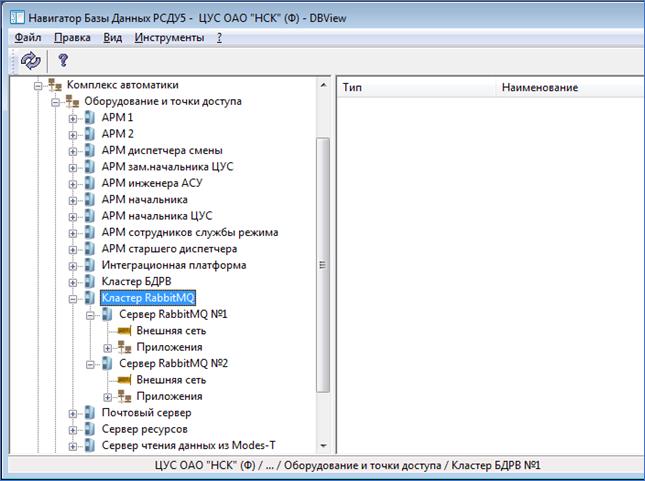 Навигатор Базы Данных РСДУ5 - ЦУС ОАО "НСК" (Ф) - DBView
Файл Правка Вид Инструменты ?
Тип Наименование
Комплекс автоматики
Оборудование и точки доступа
АРМ 1
АРМ 2
АРМ диспетчера смены
АРМ зам.начальника ЦУС
АРМ инженера АСУ
АРМ начальника
АРМ начальника ЦУС
АРМ сотрудников службы режима
АРМ старшего диспетчера
Интеграционная платформа
Кластер БДРВ
Кластер RabbitMQ
Сервер RabbitMQ №1
Внешняя сеть
Приложения
Сервер RabbitMQ №2
Внешняя сеть
Приложения
Почтовый сервер
Сервер ресурсов
Сервер чтения данных из Modes-T
ЦУС ОАО "НСК" (Ф) / ... / Оборудование и точки доступа / Кластер БДРВ №1